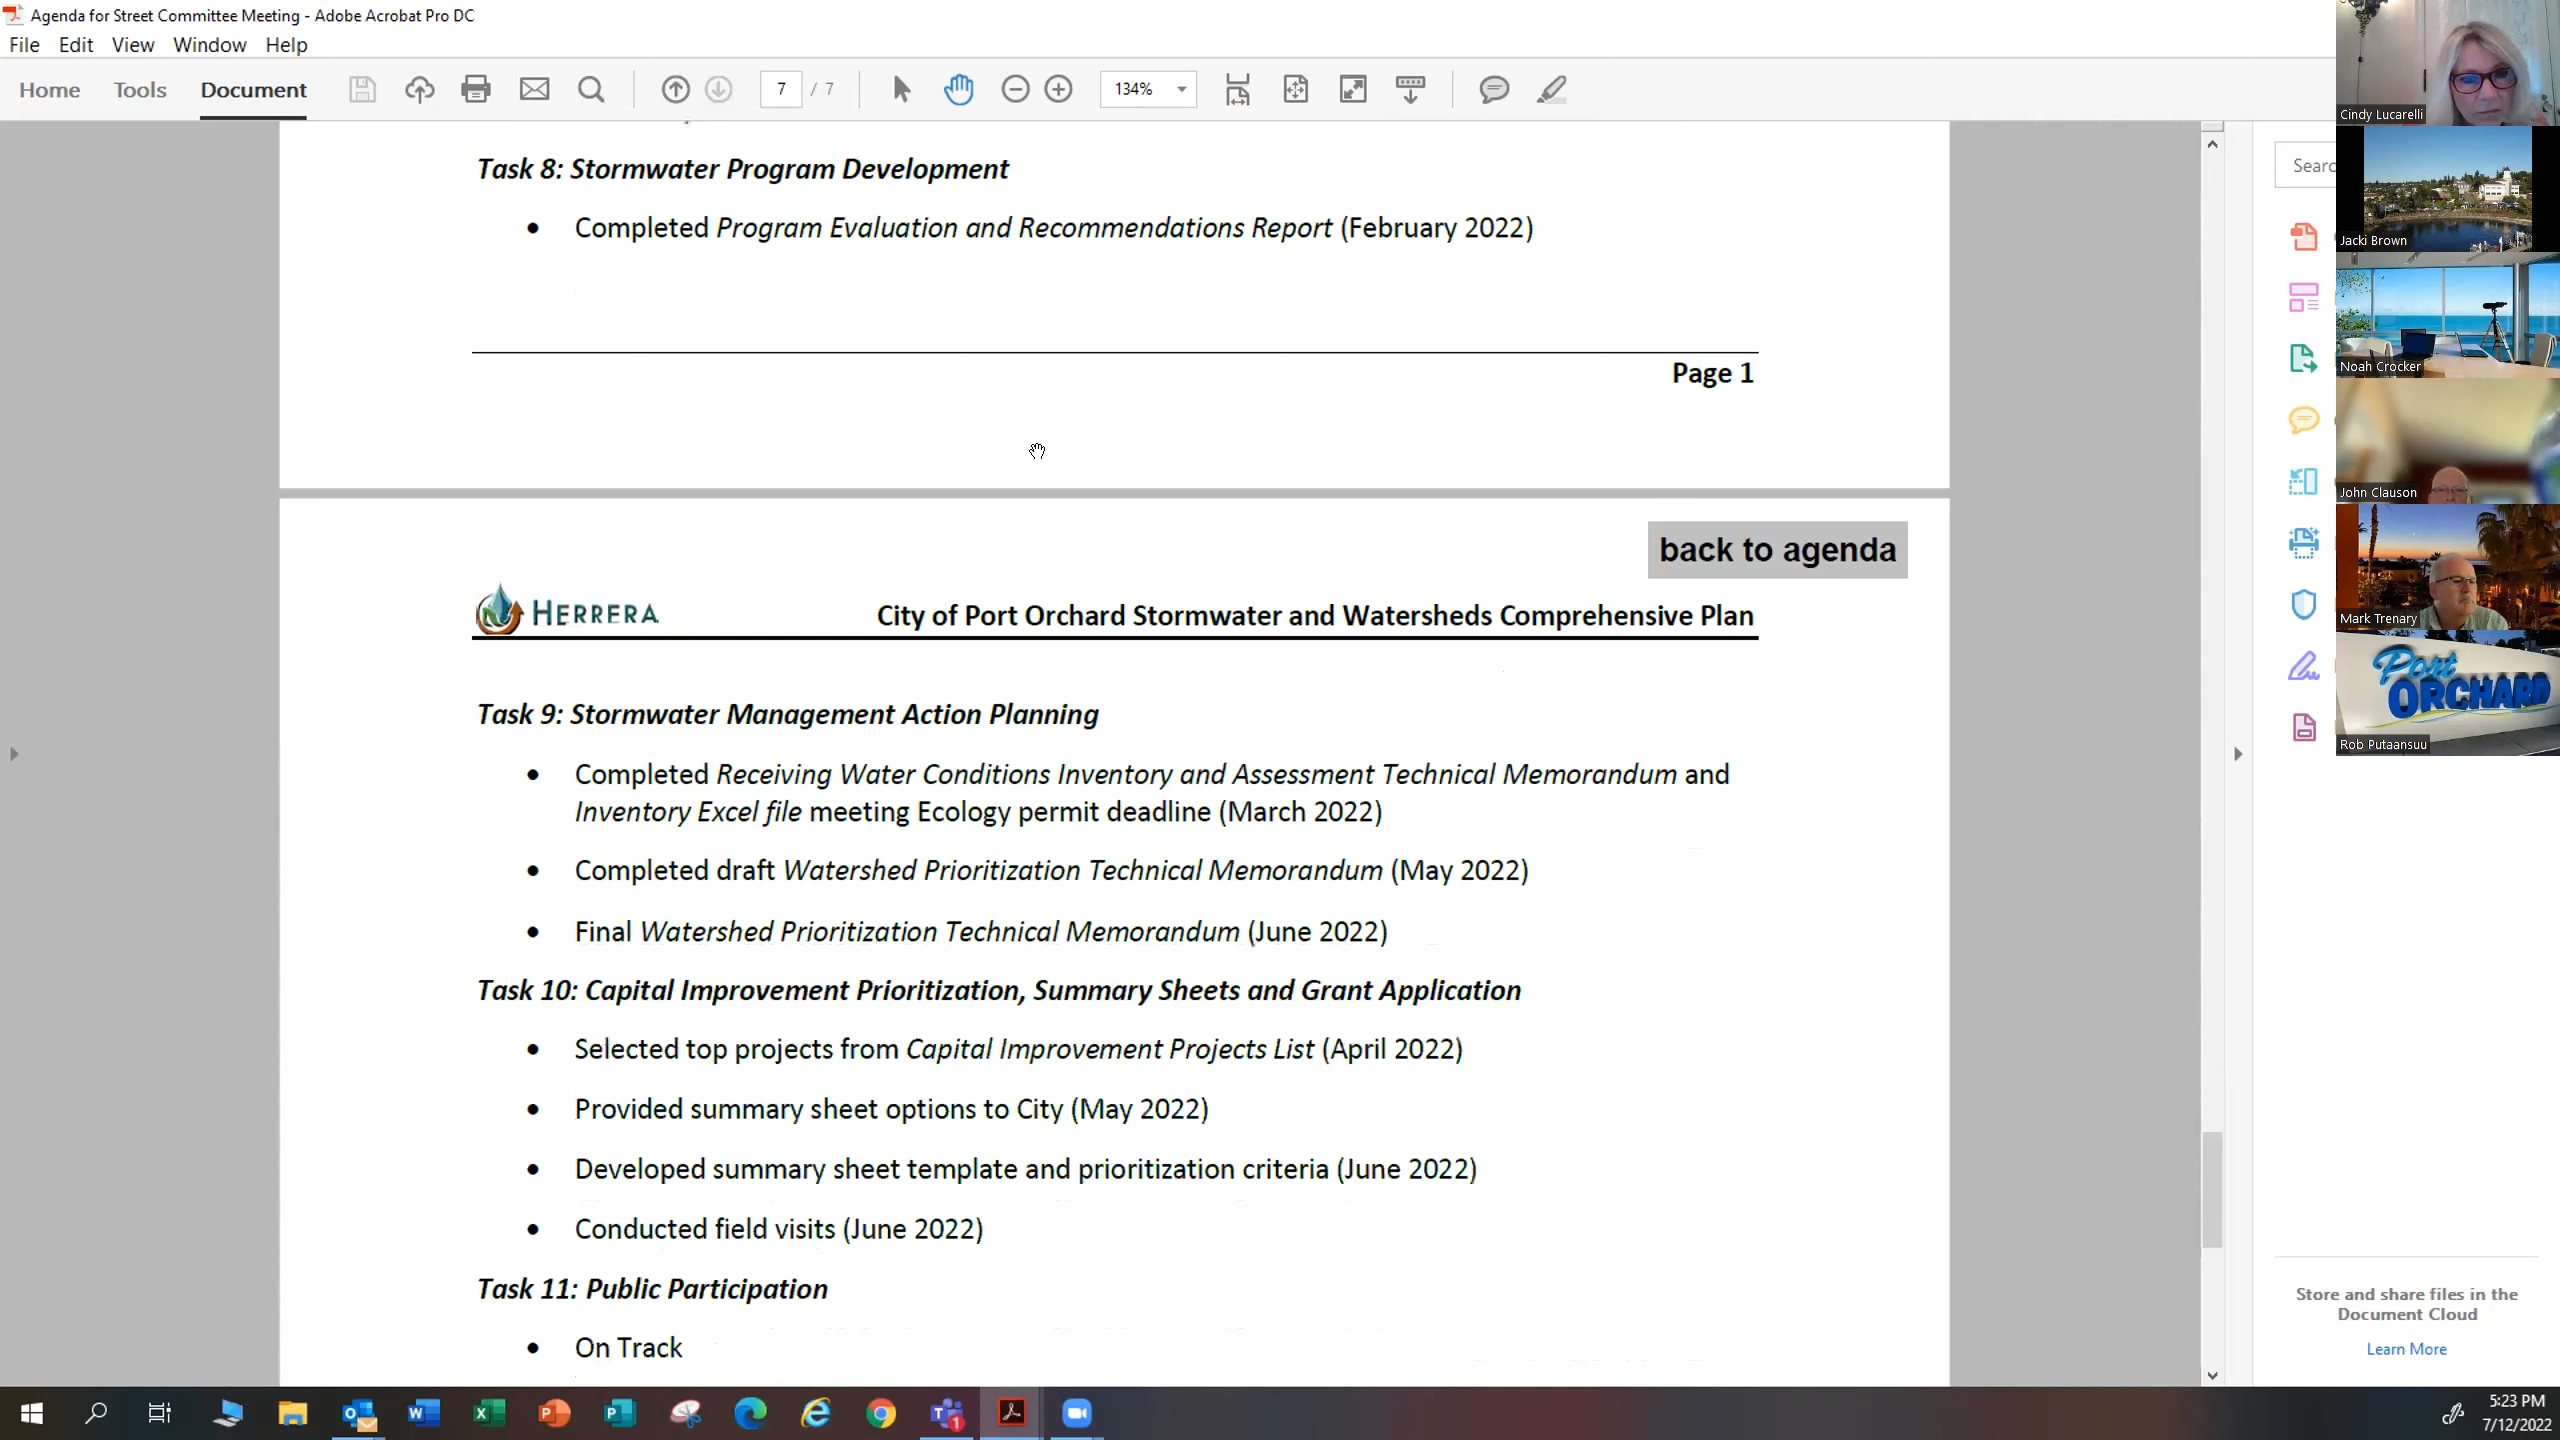 Agenda for Street Committee Meeting - Adobe Acrobat Pro DC
File Edit View Window Help
Home Tools Document 7 / 7 134%
Task 8: Stormwater Program Development
• Completed Program Evaluation and Recommendations Report (February 2022)
Page 1
back to agenda
HERRERA City of Port Orchard Stormwater and Watersheds Comprehensive Plan
Task 9: Stormwater Management Action Planning
• Completed Receiving Water Conditions Inventory and Assessment Technical Memorandum and
Inventory Excel file meeting Ecology permit deadline (March 2022)
• Completed draft Watershed Prioritization Technical Memorandum (May 2022)
• Final Watershed Prioritization Technical Memorandum (June 2022)
Task 10: Capital Improvement Prioritization, Summary Sheets and Grant Application
• Selected top projects from Capital Improvement Projects List (April 2022)
• Provided summary sheet options to City (May 2022)
• Developed summary sheet template and prioritization criteria (June 2022)
• Conducted field visits (June 2022)
Task 11: Public Participation
• On Track
Searc
Cindy Lucarelli
Jacki Brown
Noah Crocker
John Clauson
Mark Trenary
Port
ORCHARD
Rob Putaansuu
Store and share files in the
Document Cloud
Learn More
5:23 PM
7/12/2022